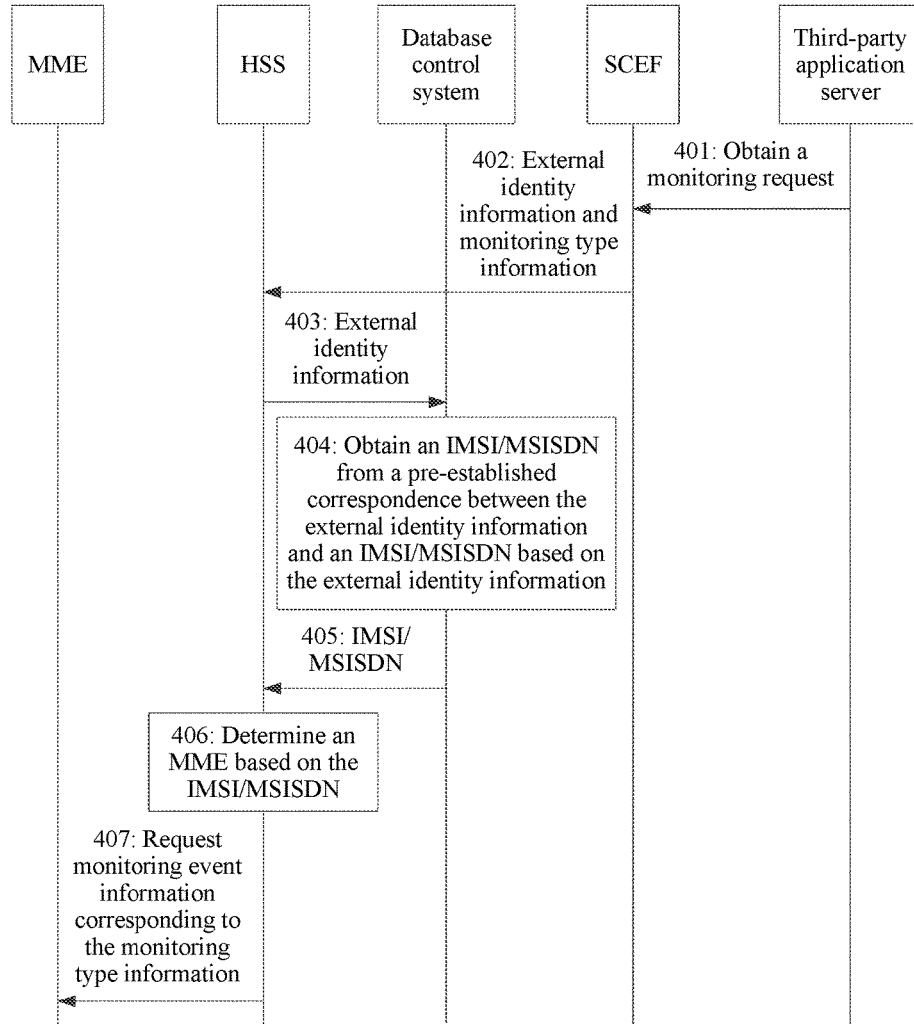 MME
HSS
Database
control
system
SCEF
Third-party
application
server
401: Obtain a
monitoring request
402: External
identity
information and
monitoring type
information
403: External
identity
information
404: Obtain an IMSI/MSISDN
from a pre-established
correspondence between the
external identity information
and an IMSI/MSISDN based on
the external identity information
405: IMSI/
MSISDN
406: Determine an
MME based on the
IMSI/MSISDN
407: Request
monitoring event
information
corresponding to
the monitoring
type information